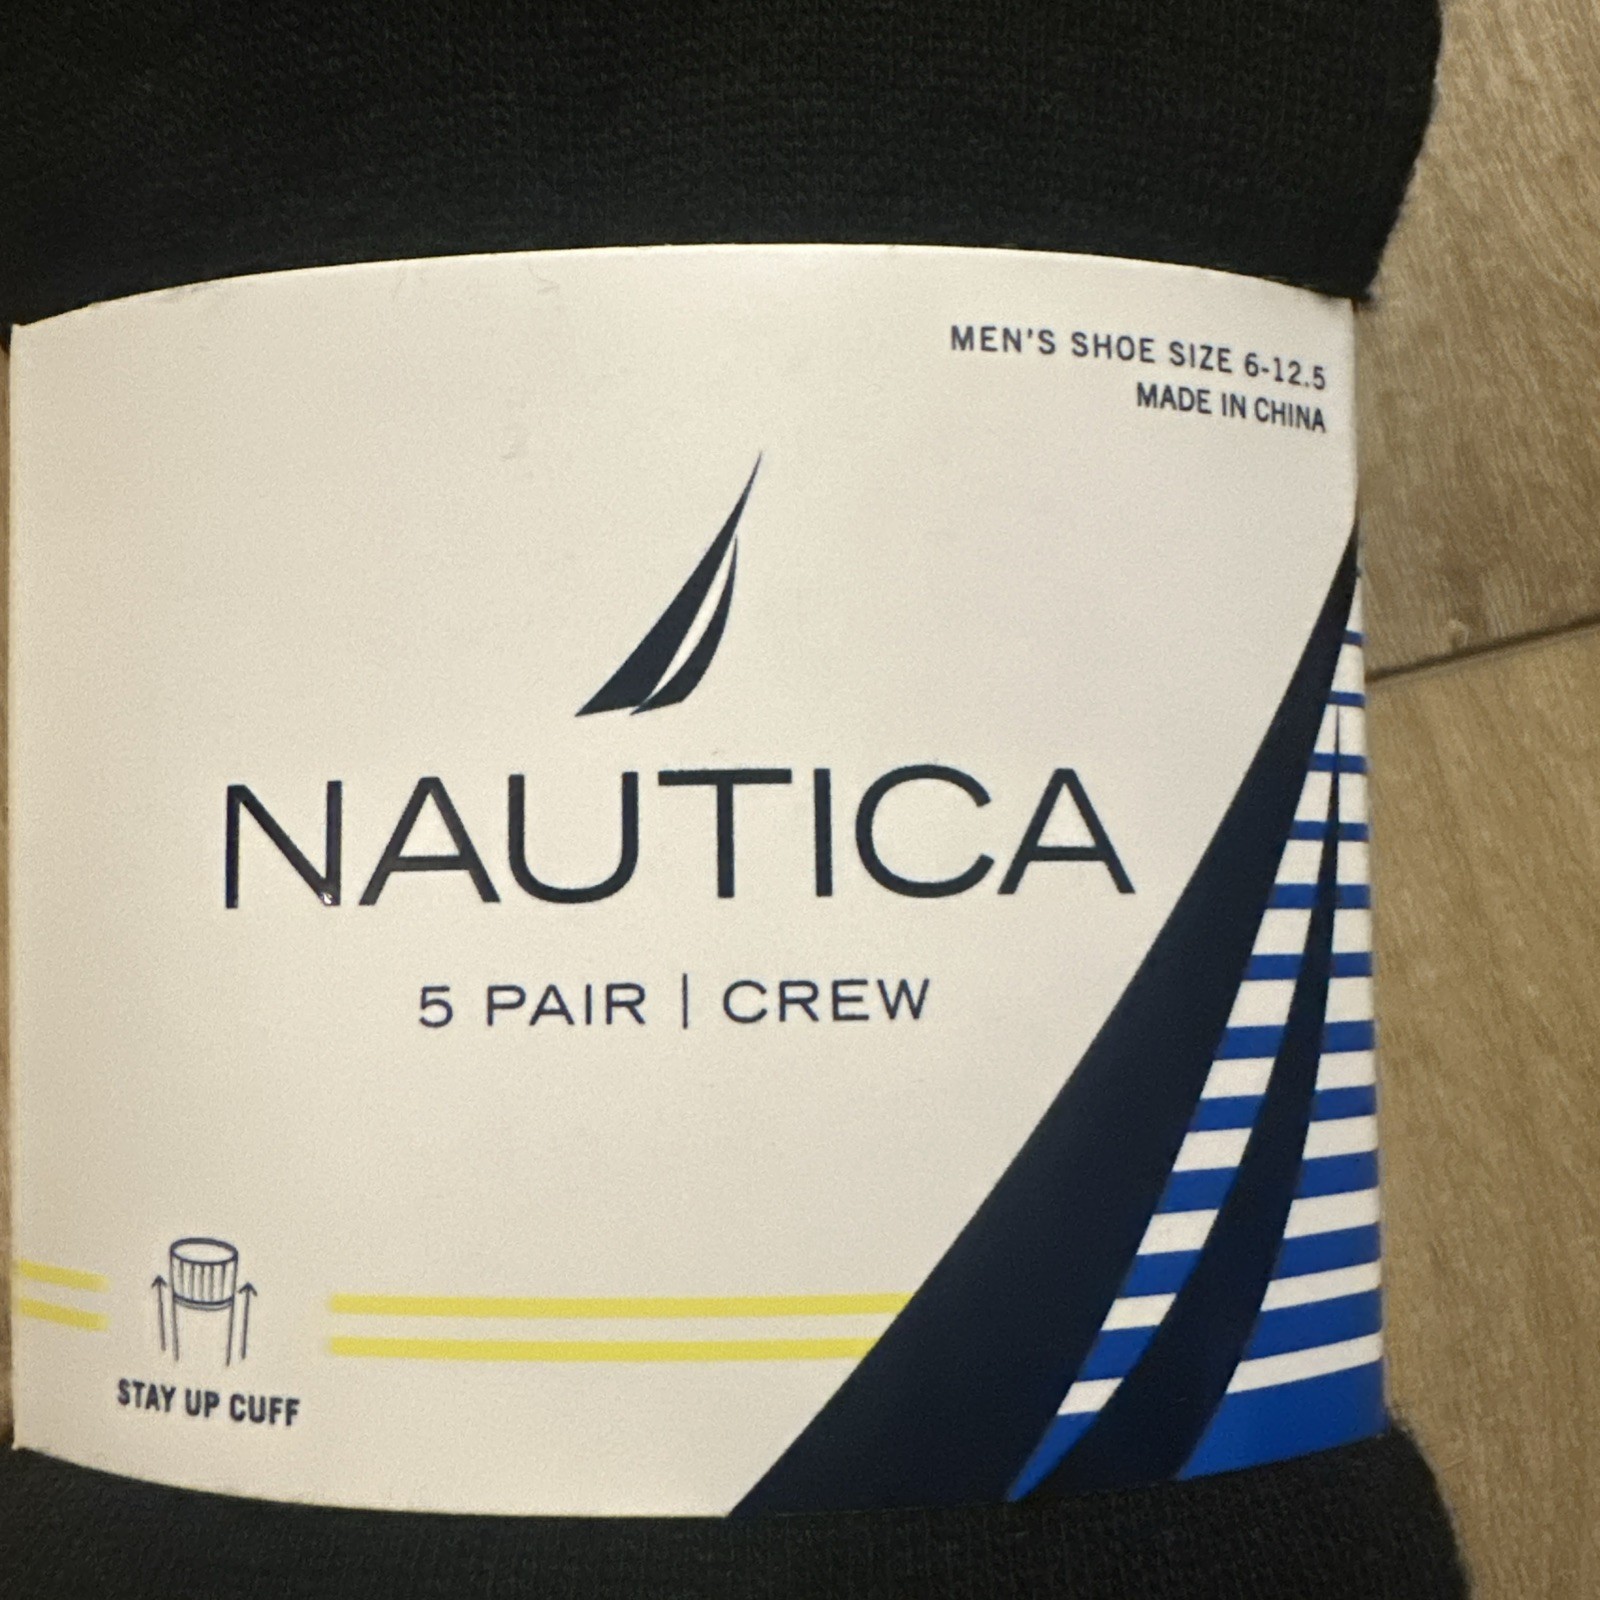 MEN'S SHOE SIZE 6-12.5
MADE IN CHINA
NAUTICA
5 PAIR | CREW
STAY UP CUFF